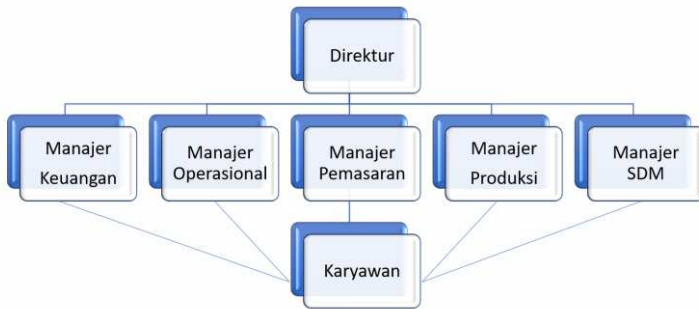 Direktur
Manajer
Keuangan
Manajer
Operasional
Manajer
Pemasaran
Manajer
Produksi
Manajer
SDM
Karyawan